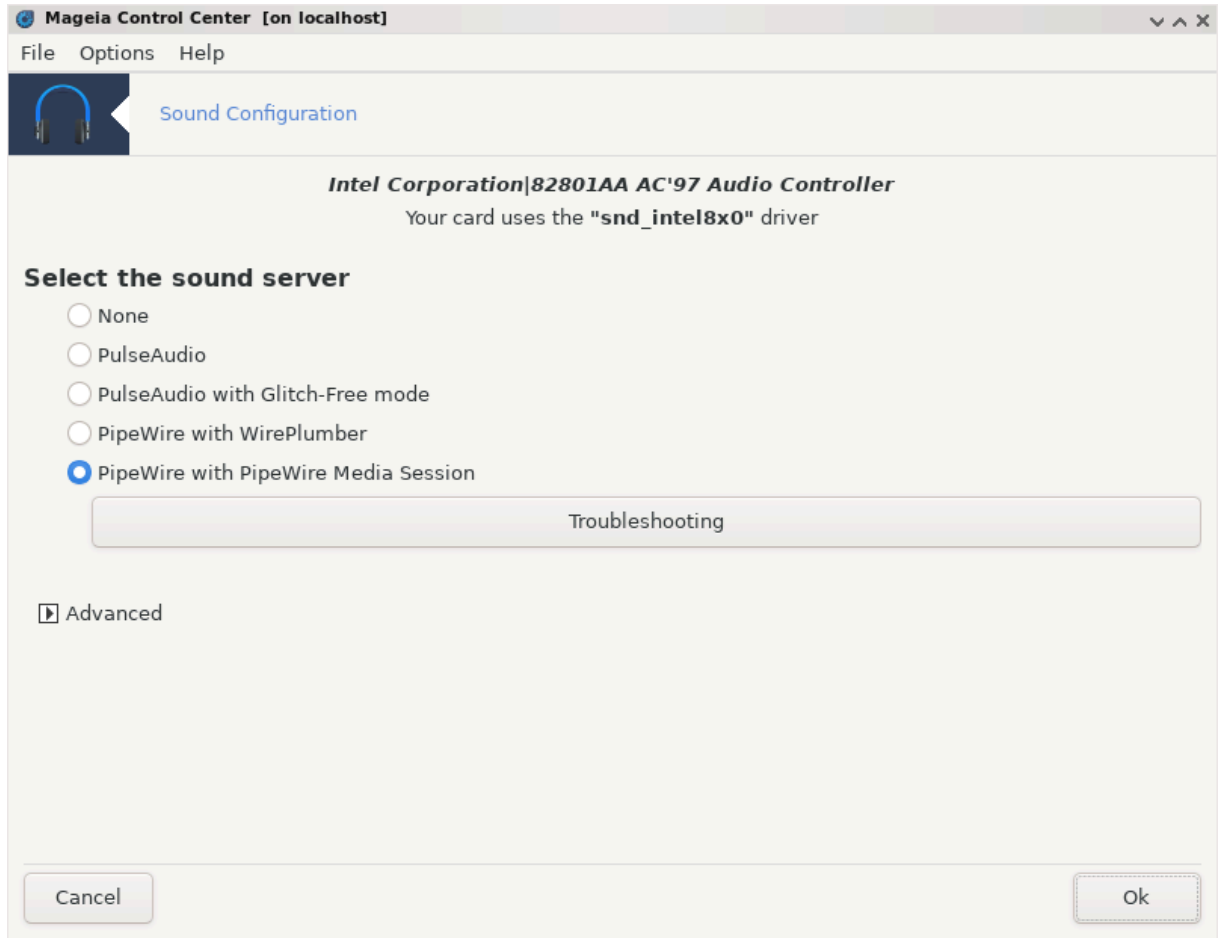 Mageia Control Center [on localhost]
File Options Help
Sound Configuration
Intel Corporation|82801AA AC'97 Audio Controller
Your card uses the "snd_intel8x0" driver
Select the sound server
None
PulseAudio
PulseAudio with Glitch-Free mode
PipeWire with WirePlumber
PipeWire with PipeWire Media Session
Troubleshooting
Advanced
Cancel Ok